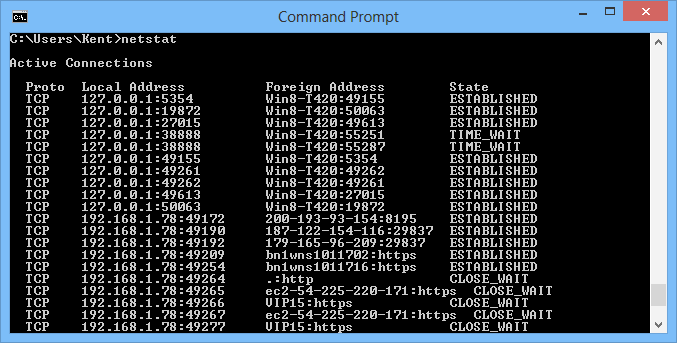 Command Prompt
C:\Users\Kent>netstat
Active Connections
Proto  Local Address          Foreign Address        State
TCP    127.0.0.1:5354         Win8-T420:49155        ESTABLISHED
TCP    127.0.0.1:19872        Win8-T420:50063        ESTABLISHED
TCP    127.0.0.1:27015        Win8-T420:49613        ESTABLISHED
TCP    127.0.0.1:38888        Win8-T420:55251        TIME_WAIT
TCP    127.0.0.1:38888        Win8-T420:55287        TIME_WAIT
TCP    127.0.0.1:49155        Win8-T420:5354         ESTABLISHED
TCP    127.0.0.1:49261        Win8-T420:49262        ESTABLISHED
TCP    127.0.0.1:49262        Win8-T420:49261        ESTABLISHED
TCP    127.0.0.1:49613        Win8-T420:27015        ESTABLISHED
TCP    127.0.0.1:50063        Win8-T420:19872        ESTABLISHED
TCP    192.168.1.78:49172     200-193-93-154:8195    ESTABLISHED
TCP    192.168.1.78:49190     187-122-154-116:29837  ESTABLISHED
TCP    192.168.1.78:49192     179-165-96-209:29837   ESTABLISHED
TCP    192.168.1.78:49209     bn1wns1011702:https    ESTABLISHED
TCP    192.168.1.78:49254     bn1wns1011716:https    ESTABLISHED
TCP    192.168.1.78:49264     .:http                 CLOSE_WAIT
TCP    192.168.1.78:49265     ec2-54-225-220-171:https  CLOSE_WAIT
TCP    192.168.1.78:49266     VIP15:https            CLOSE_WAIT
TCP    192.168.1.78:49267     ec2-54-225-220-171:https  CLOSE_WAIT
TCP    192.168.1.78:49277     VIP15:https            CLOSE_WAIT